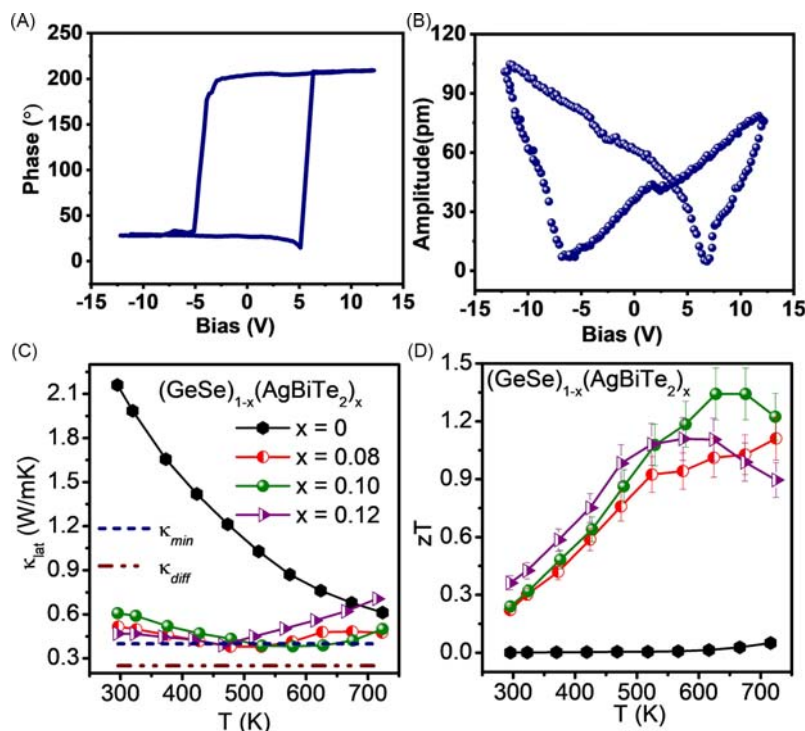 (A)
Phase (°)
250
200
150
100
50
0
-15 -10 -5 0 5 10 15
Bias (V)
(B)
Amplitude(pm)
120
90
60
30
0
-15 -10 -5 0 5 10 15
Bias (V)
(C)
κlat (W/mK)
2.1
1.8
1.5
1.2
0.9
0.6
0.3
(GeSe)1-x(AgBiTe2)x
x = 0
x = 0.08
x = 0.10
x = 0.12
κmin
κdiff
300 400 500 600 700
T (K)
(D)
zT
1.5
1.2
0.9
0.6
0.3
0.0
(GeSe)1-x(AgBiTe2)x
300 400 500 600 700
T (K)